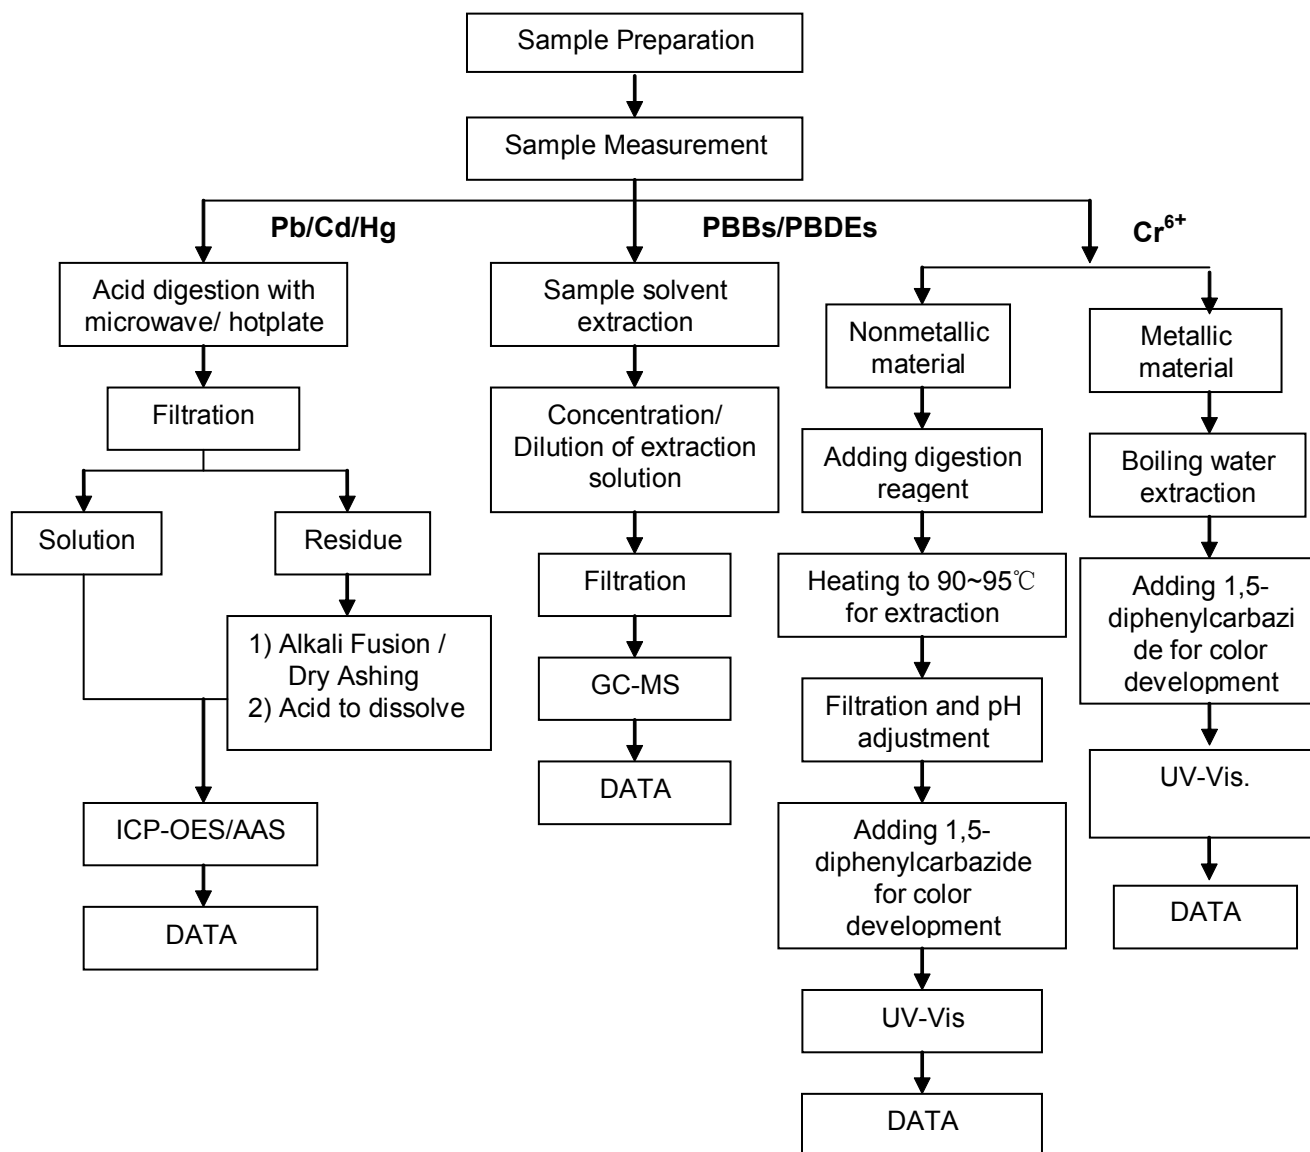 Sample Preparation
Sample Measurement
Pb/Cd/Hg
PBBs/PBDEs
Cr⁶⁺
Acid digestion with
microwave/ hotplate
Filtration
Solution
Residue
1) Alkali Fusion /
Dry Ashing
2) Acid to dissolve
ICP-OES/AAS
DATA
Sample solvent
extraction
Concentration/
Dilution of extraction
solution
Filtration
GC-MS
DATA
Nonmetallic
material
Adding digestion
reagent
Heating to 90~95℃
for extraction
Filtration and pH
adjustment
Adding 1,5-
diphenylcarbazide
for color
development
UV-Vis
DATA
Metallic
material
Boiling water
extraction
Adding 1,5-
diphenylcarbazi
de for color
development
UV-Vis.
DATA